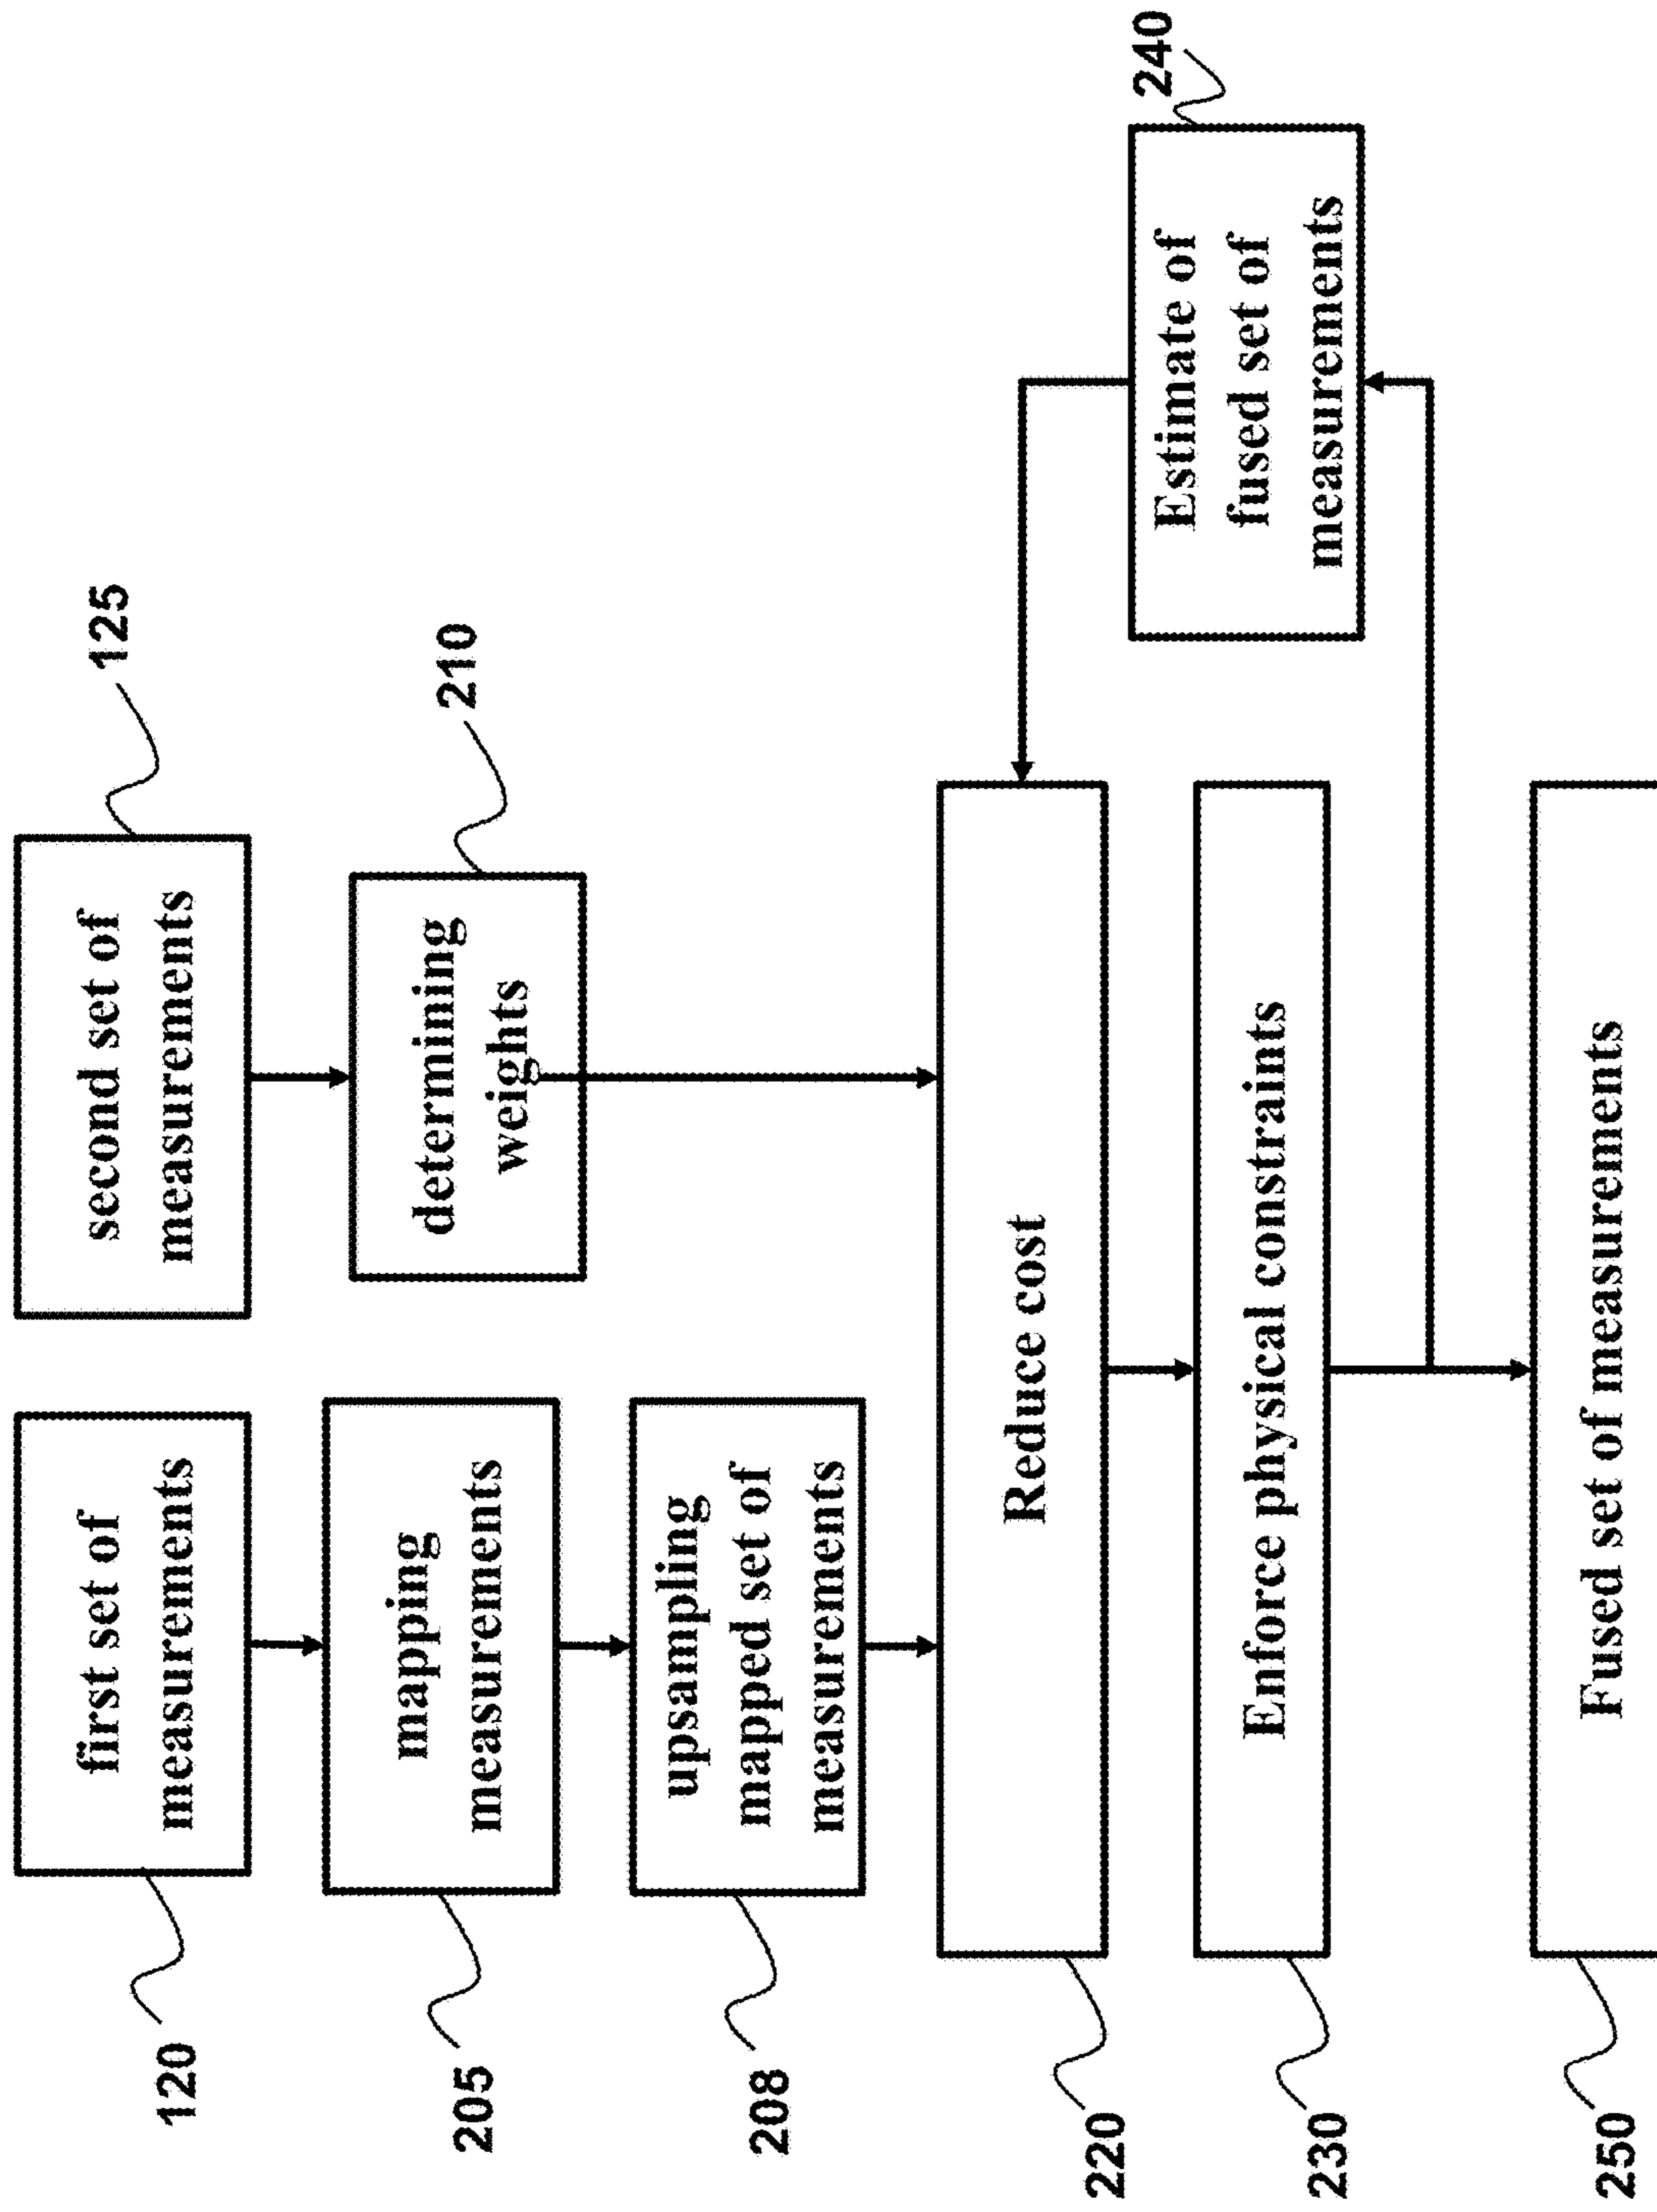 120
first set of
measurements
second set of
measurements
125
205
mapping
measurements
determining
weights
210
208
upsampling
mapped set of
measurements
220
Reduce cost
Estimate of
fused set of
measurements
240
230
Enforce physical constraints
250
Fused set of measurements